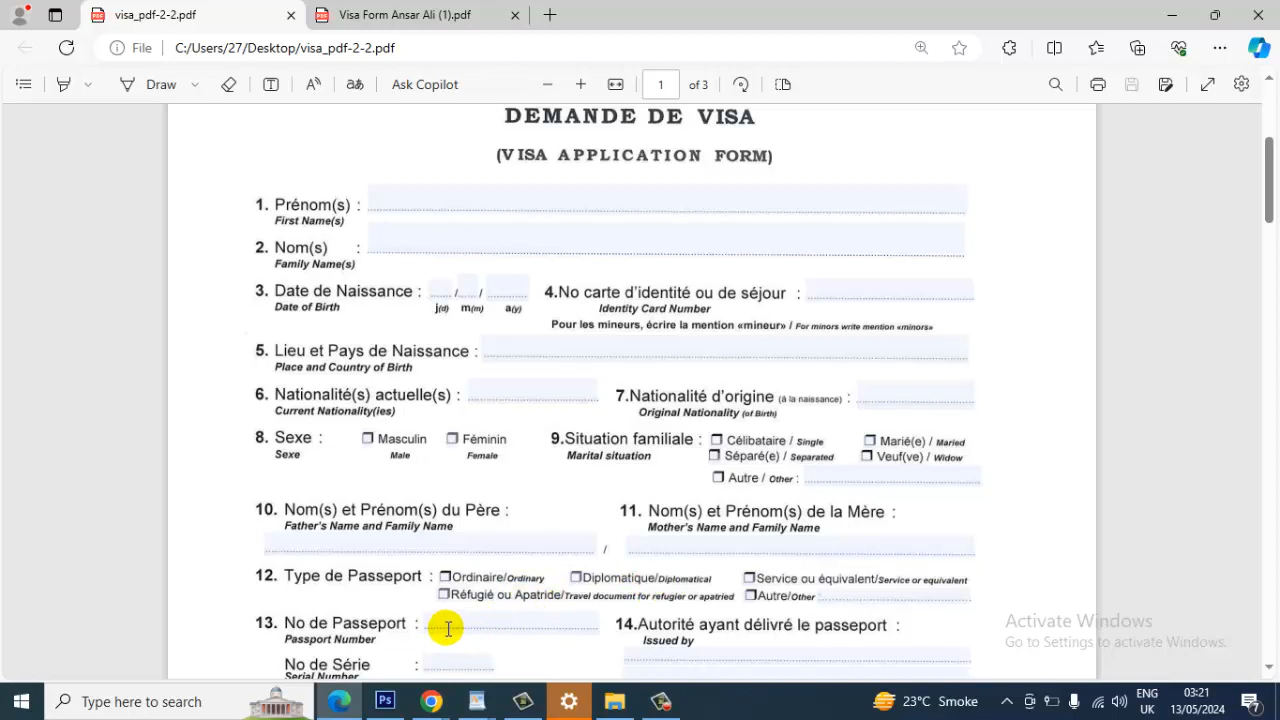 visa_pdf-2-2.pdf
Visa Form Ansar Ali (1).pdf
File C:/Users/27/Desktop/visa_pdf-2-2.pdf
Draw Ask Copilot 1 of 3
DEMANDE DE VISA
(VISA APPLICATION FORM)
1. Prénom(s) :
First Name(s)
2. Nom(s) :
Family Name(s)
3. Date de Naissance : / / 4.No carte d'identité ou de séjour :
Date of Birth j(d) m(m) a(y) Identity Card Number
Pour les mineurs, écrire la mention «mineur» / For minors write mention «minors»
5. Lieu et Pays de Naissance :
Place and Country of Birth
6. Nationalité(s) actuelle(s) : 7.Nationalité d'origine (á la naissance) :
Current Nationality(ies) Original Nationality (of Birth)
8. Sexe : Masculin Féminin 9.Situation familiale : Célibataire / Single Marié(e) / Maried
Sexe Male Female Marital situation Séparé(e) / Separated Veuf(ve) / Widow
Autre / Other :
10. Nom(s) et Prénom(s) du Père : 11. Nom(s) et Prénom(s) de la Mère :
Father's Name and Family Name Mother's Name and Family Name
/
12. Type de Passeport : Ordinaire/Ordinary Diplomatique/Diplomatical Service ou équivalent/Service or equivalent
Réfugié ou Apatride/Travel document for refugier or apatried Autre/Other
13. No de Passeport : 14.Autorité ayant délivré le passeport :
Passport Number Issued by
No de Série :
Serial Number
Activate Windows
Go to Settings to activate Windows.
Type here to search Ps 23°C Smoke ENG 03:21
UK 13/05/2024 7